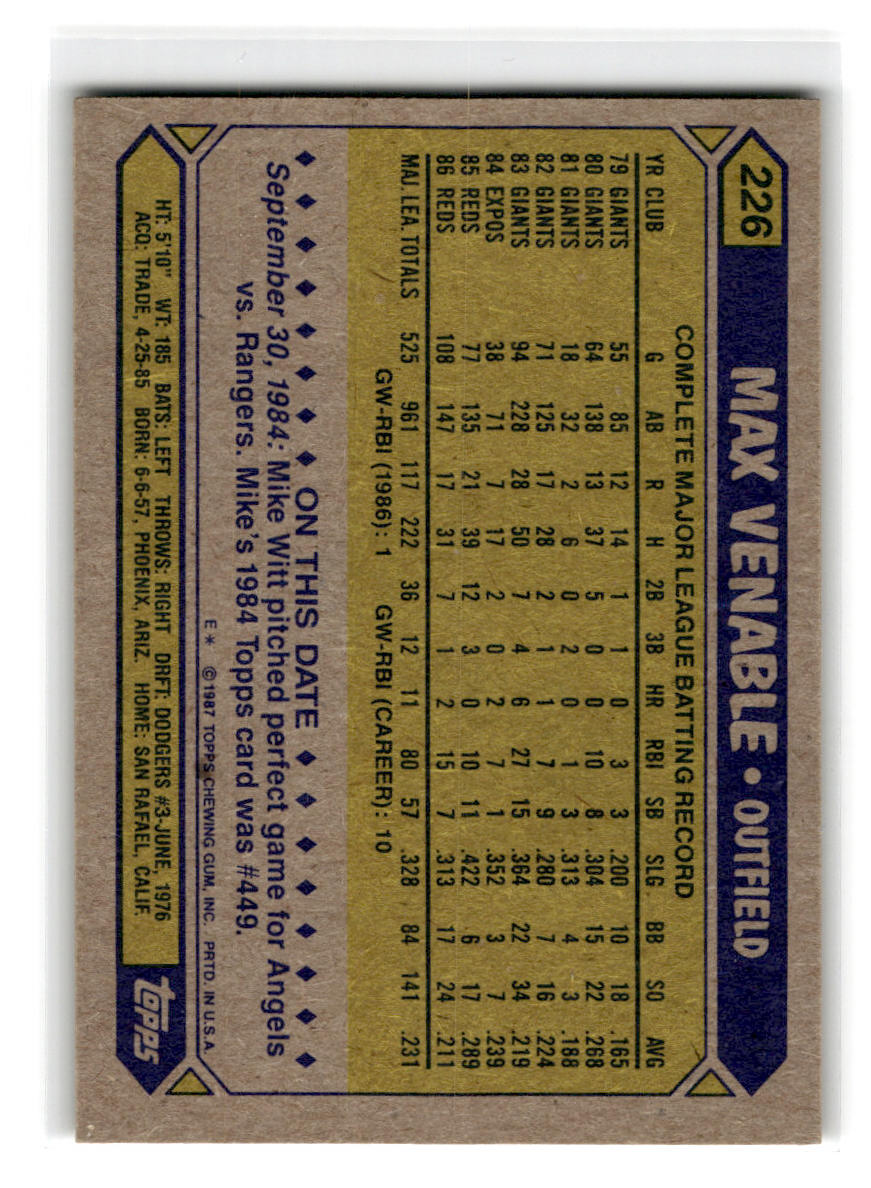 226 MAX VENABLE • OUTFIELD
COMPLETE MAJOR LEAGUE BATTING RECORD
YR CLUB G AB R H 2B 3B HR RBI SB SLG BB SO AVG
79 GIANTS 55 85 12 14 1 1 0 3 3 .200 10 18 .165
80 GIANTS 64 138 13 37 5 0 0 10 8 .304 15 22 .268
81 GIANTS 18 32 2 6 0 2 0 1 3 .313 4 3 .188
82 GIANTS 71 125 17 28 2 1 1 7 9 .280 7 16 .224
83 GIANTS 94 228 28 50 7 4 6 27 15 .364 22 34 .219
84 EXPOS 38 71 7 17 2 0 2 7 1 .352 3 7 .239
85 REDS 77 135 21 39 12 3 0 10 11 .422 6 17 .289
86 REDS 108 147 17 31 7 1 2 15 7 .313 17 24 .211
MAJ. LEA. TOTALS 525 961 117 222 36 12 11 80 57 .328 84 141 .231
GW-RBI (1986): 1 GW-RBI (CAREER): 10
ON THIS DATE
September 30, 1984: Mike Witt pitched perfect game for Angels
vs. Rangers. Mike's 1984 Topps card was #449.
E* ©1987 TOPPS CHEWING GUM, INC. PRTD. IN U.S.A.
HT: 5'10" WT: 185 BATS: LEFT THROWS: RIGHT DRFT: DODGERS #3-JUNE, 1976
ACQ: TRADE, 4-25-85 BORN: 6-6-57, PHOENIX, ARIZ. HOME: SAN RAFAEL, CALIF.
topps